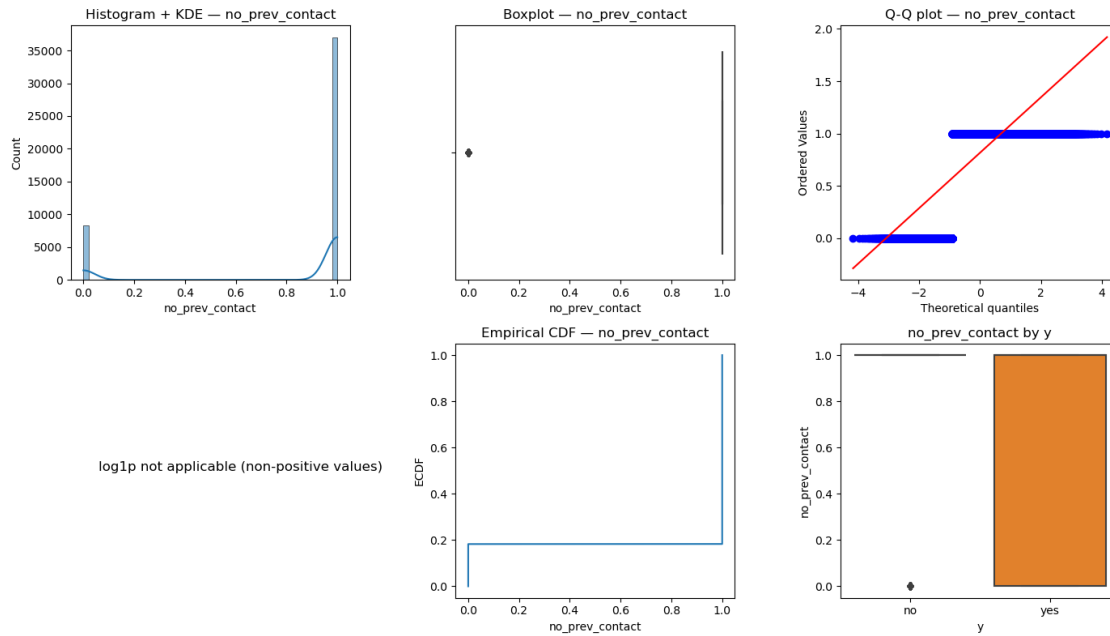 Histogram + KDE — no_prev_contact
Count
35000
30000
25000
20000
15000
10000
5000
0
0.0 0.2 0.4 0.6 0.8 1.0
no_prev_contact
Boxplot — no_prev_contact
0.0 0.2 0.4 0.6 0.8 1.0
no_prev_contact
Q-Q plot — no_prev_contact
Ordered Values
2.0
1.5
1.0
0.5
0.0
−4 −2 0 2 4
Theoretical quantiles
log1p not applicable (non-positive values)
Empirical CDF — no_prev_contact
ECDF
1.0
0.8
0.6
0.4
0.2
0.0
0.0 0.2 0.4 0.6 0.8 1.0
no_prev_contact
no_prev_contact by y
no_prev_contact
1.0
0.8
0.6
0.4
0.2
0.0
no yes
y